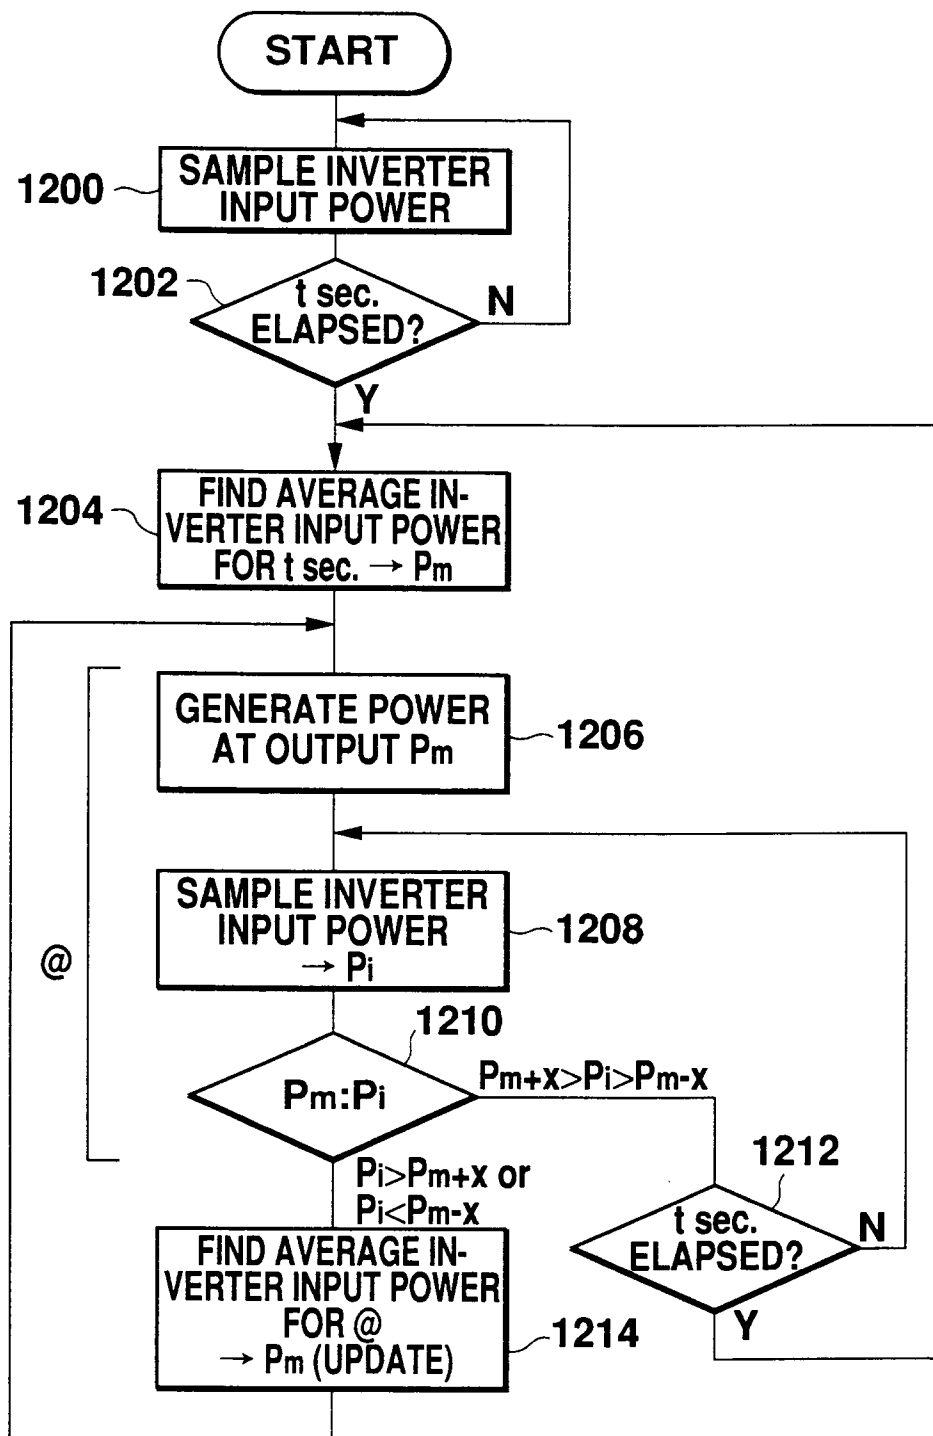 START
1200
SAMPLE INVERTER
INPUT POWER
1202
t sec.
ELAPSED?
N
Y
1204
FIND AVERAGE IN-
VERTER INPUT POWER
FOR t sec. → Pm
GENERATE POWER
AT OUTPUT Pm
1206
SAMPLE INVERTER
INPUT POWER
→ Pi
1208
@
1210
Pm:Pi
Pm+x>Pi>Pm-x
1212
t sec.
ELAPSED?
N
Y
Pi>Pm+x or
Pi<Pm-x
FIND AVERAGE IN-
VERTER INPUT POWER
FOR @
→ Pm (UPDATE)
1214